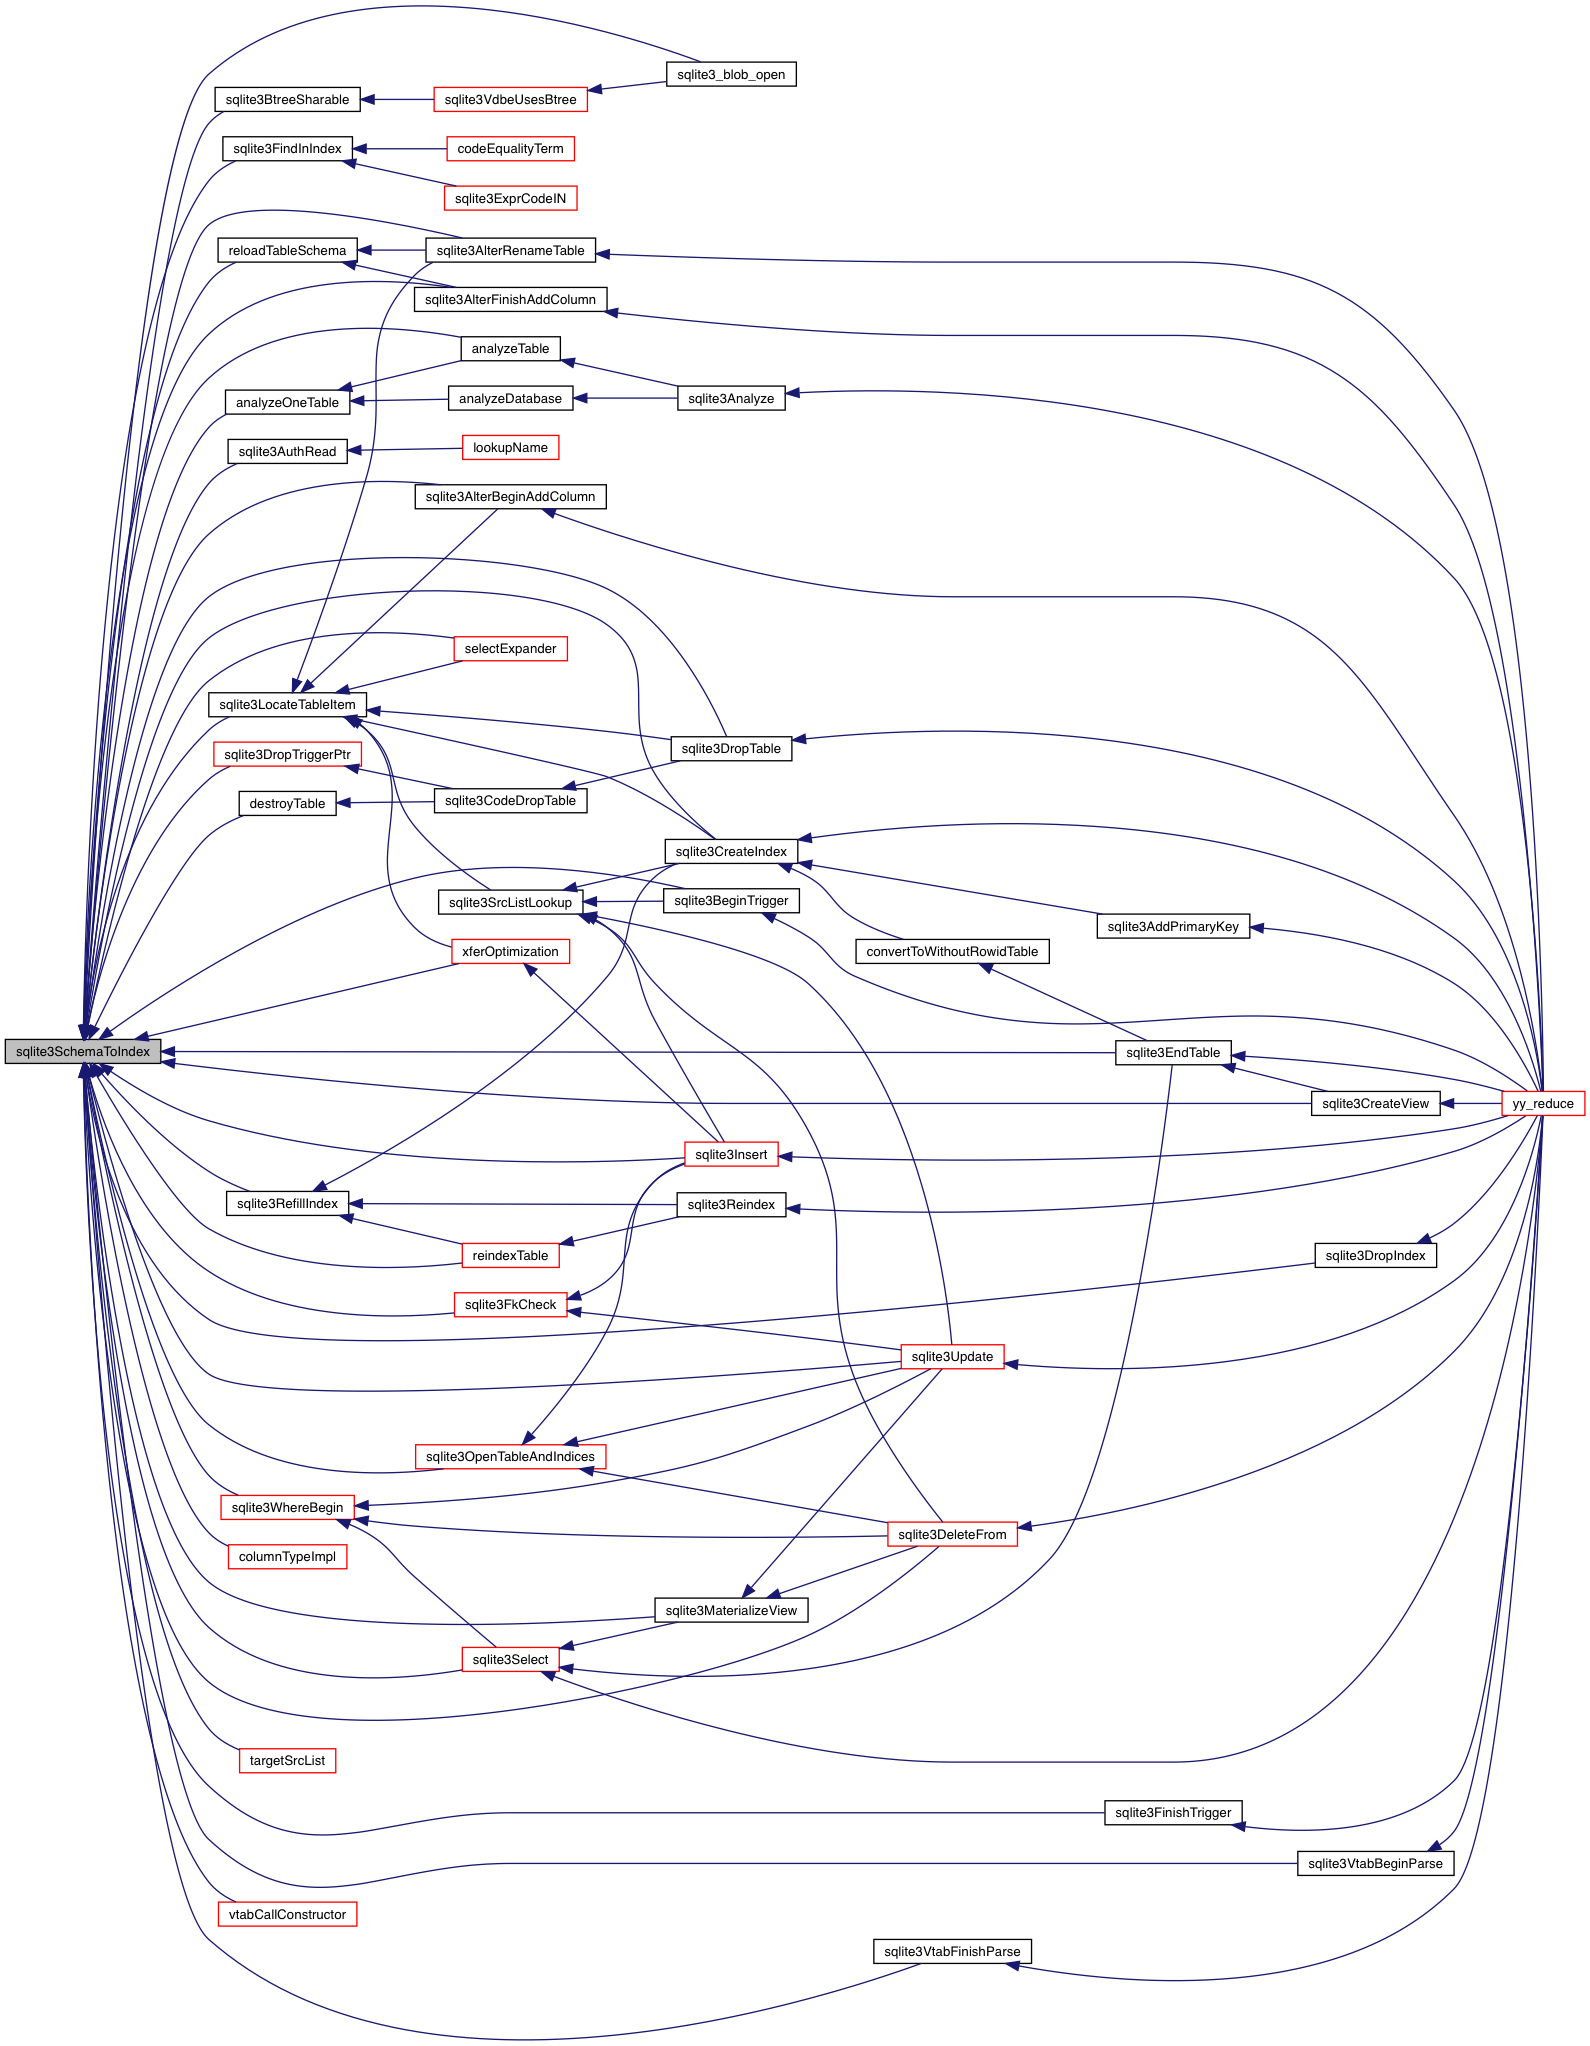 sqlite3_blob_open
sqlite3BtreeSharable
sqlite3VdbeUsesBtree
sqlite3FindInIndex
codeEqualityTerm
sqlite3ExprCodeIN
reloadTableSchema
sqlite3AlterRenameTable
sqlite3AlterFinishAddColumn
analyzeTable
analyzeOneTable
analyzeDatabase
sqlite3Analyze
sqlite3AuthRead
lookupName
sqlite3AlterBeginAddColumn
selectExpander
sqlite3LocateTableItem
sqlite3DropTriggerPtr
sqlite3DropTable
destroyTable
sqlite3CodeDropTable
sqlite3CreateIndex
sqlite3SrcListLookup
sqlite3BeginTrigger
sqlite3AddPrimaryKey
xferOptimization
convertToWithoutRowidTable
sqlite3SchemaToIndex
sqlite3EndTable
sqlite3CreateView
yy_reduce
sqlite3Insert
sqlite3RefillIndex
sqlite3Reindex
reindexTable
sqlite3DropIndex
sqlite3FkCheck
sqlite3Update
sqlite3OpenTableAndIndices
sqlite3WhereBegin
sqlite3DeleteFrom
columnTypeImpl
sqlite3MaterializeView
sqlite3Select
targetSrcList
sqlite3FinishTrigger
sqlite3VtabBeginParse
vtabCallConstructor
sqlite3VtabFinishParse